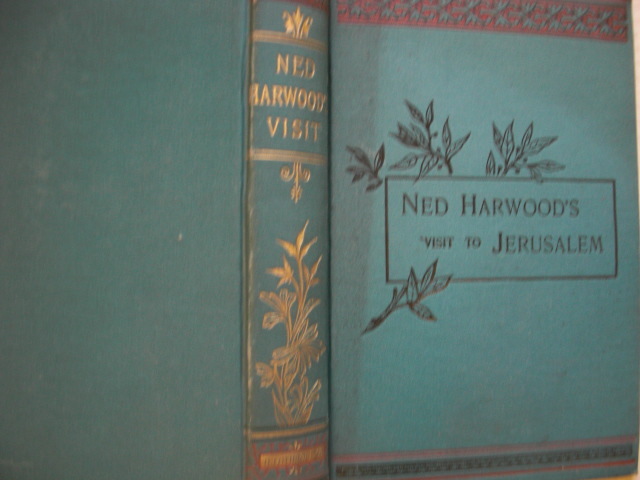 NED
HARWOOD'
VISIT
NED HARWOOD'S
VISIT TO JERUSALEM